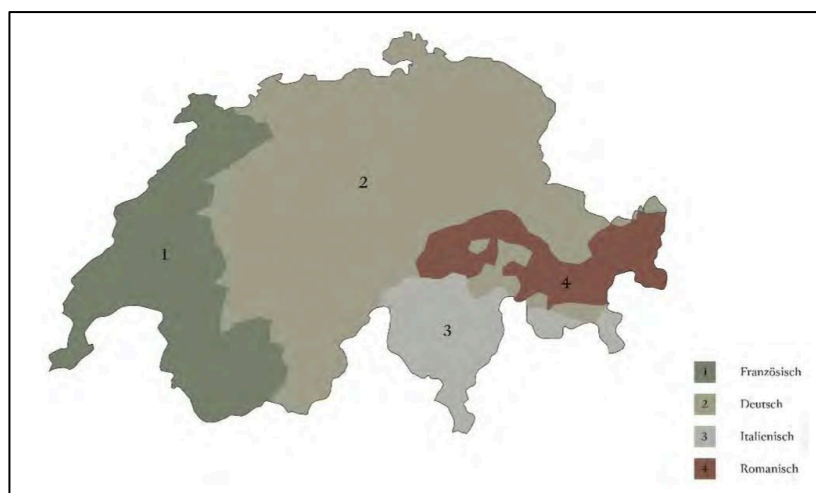 2
1
4
3
1 Französisch
2 Deutsch
3 Italienisch
4 Romanisch